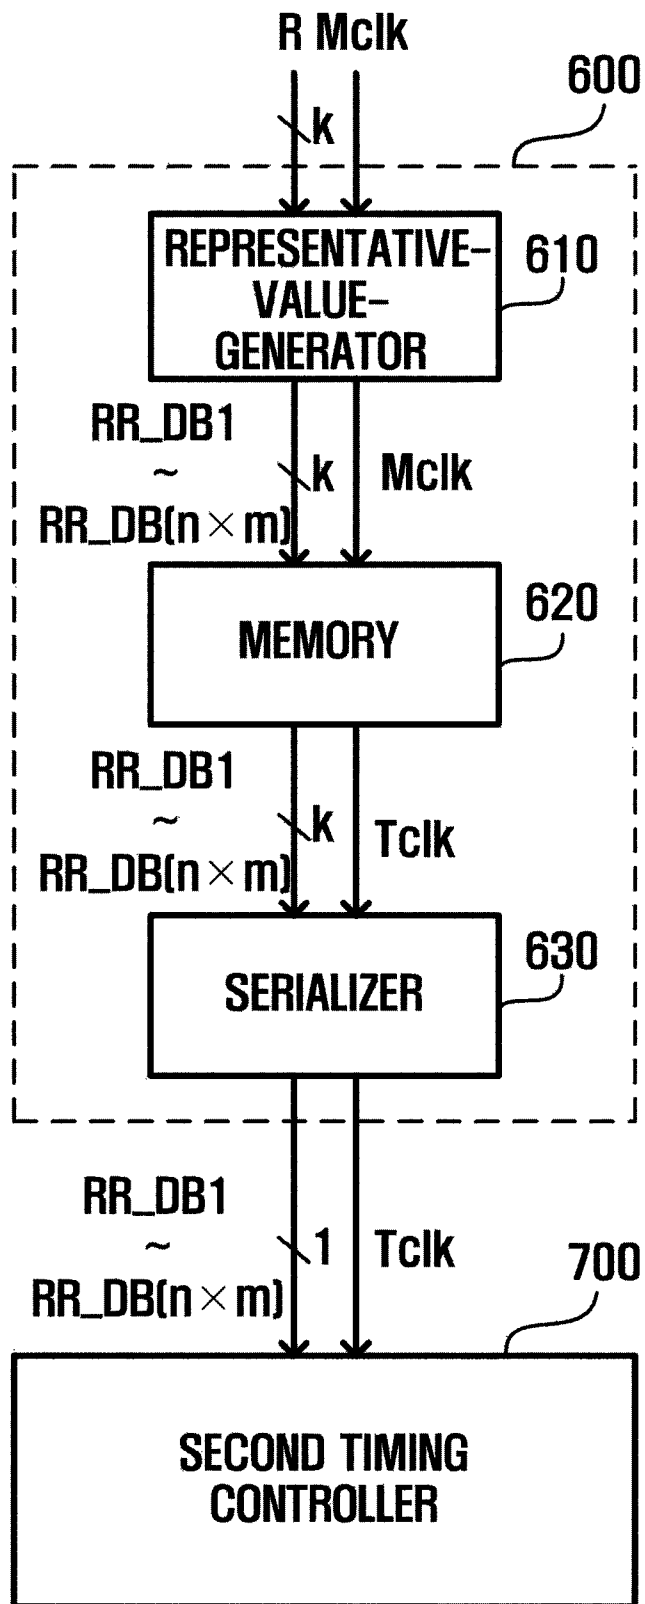 R Mclk
600
k
REPRESENTATIVE-
VALUE-
GENERATOR
610
RR_DB1
~
RR_DB(n×m)
k
Mclk
MEMORY
620
RR_DB1
~
RR_DB(n×m)
k
Tclk
SERIALIZER
630
RR_DB1
~
RR_DB(n×m)
1
Tclk
700
SECOND TIMING
CONTROLLER